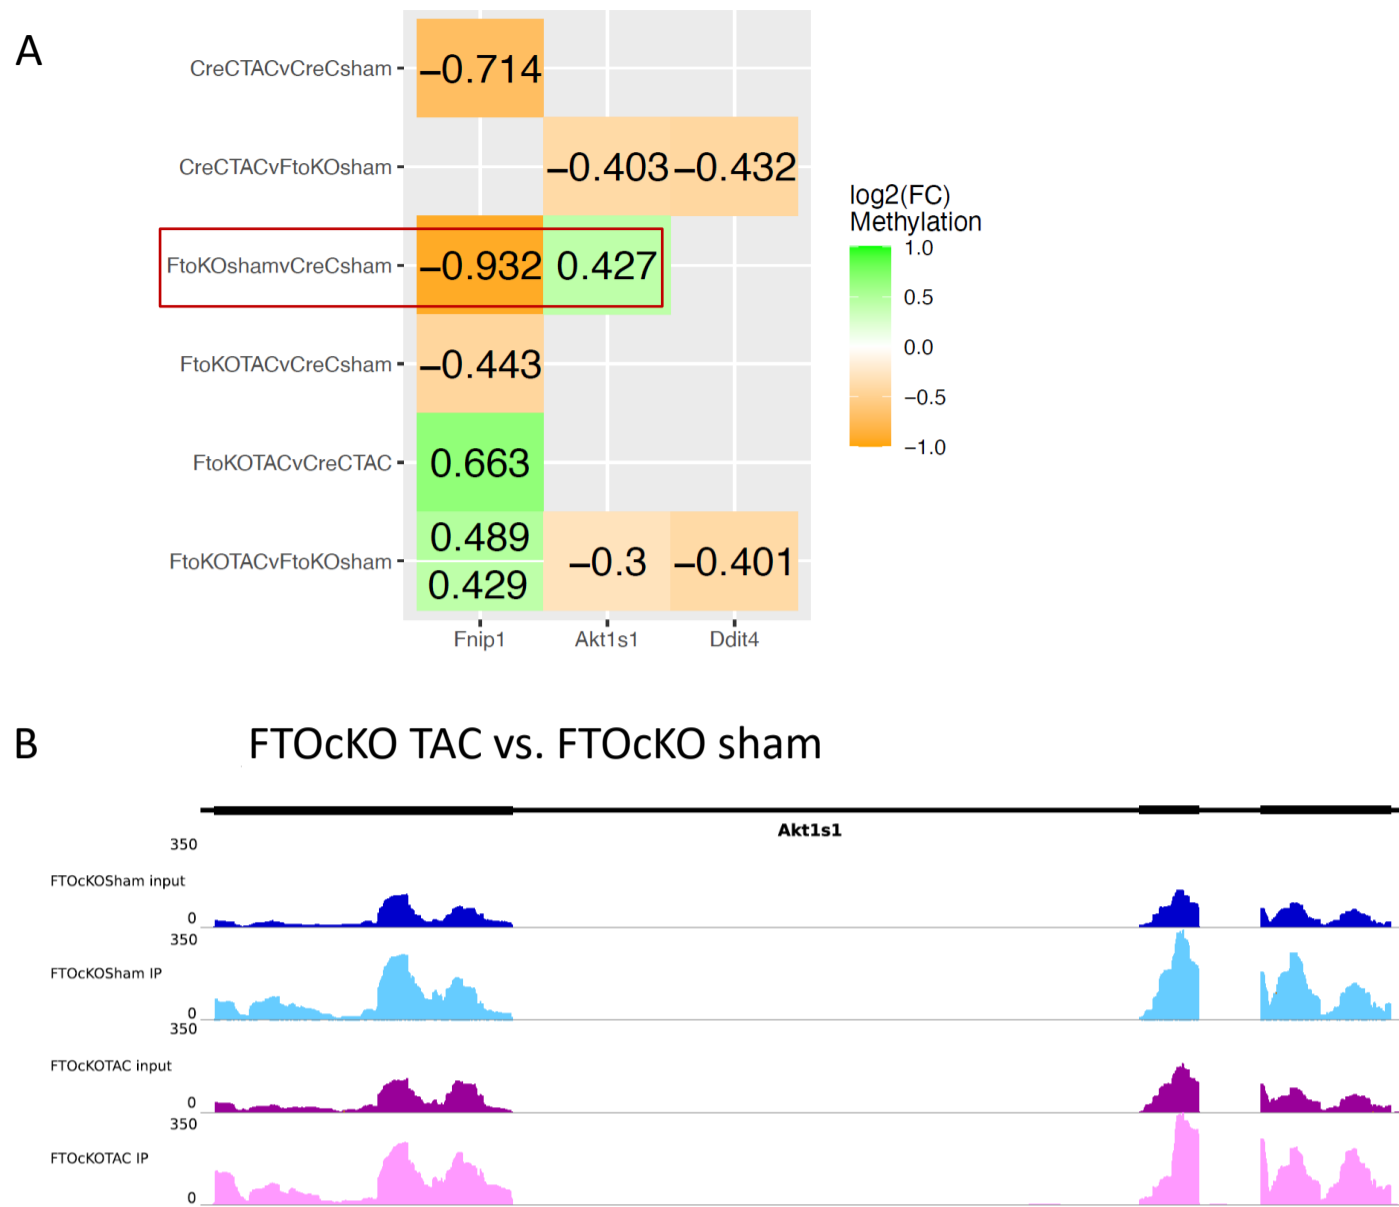 A
CreCTACvCreCsham
−0.714
CreCTACvFtoKOsham
−0.403
−0.432
FtoKOshamvCreCsham
−0.932
0.427
FtoKOTACvCreCsham
−0.443
FtoKOTACvCreCTAC
0.663
FtoKOTACvFtoKOsham
0.489
0.429
−0.3
−0.401
Fnip1
Akt1s1
Ddit4
log2(FC)
Methylation
1.0
0.5
0.0
−0.5
−1.0
B
FTOcKO TAC vs. FTOcKO sham
Akt1s1
350
FTOcKOSham input
0
350
FTOcKOSham IP
0
350
FTOcKOTAC input
0
350
FTOcKOTAC IP
0